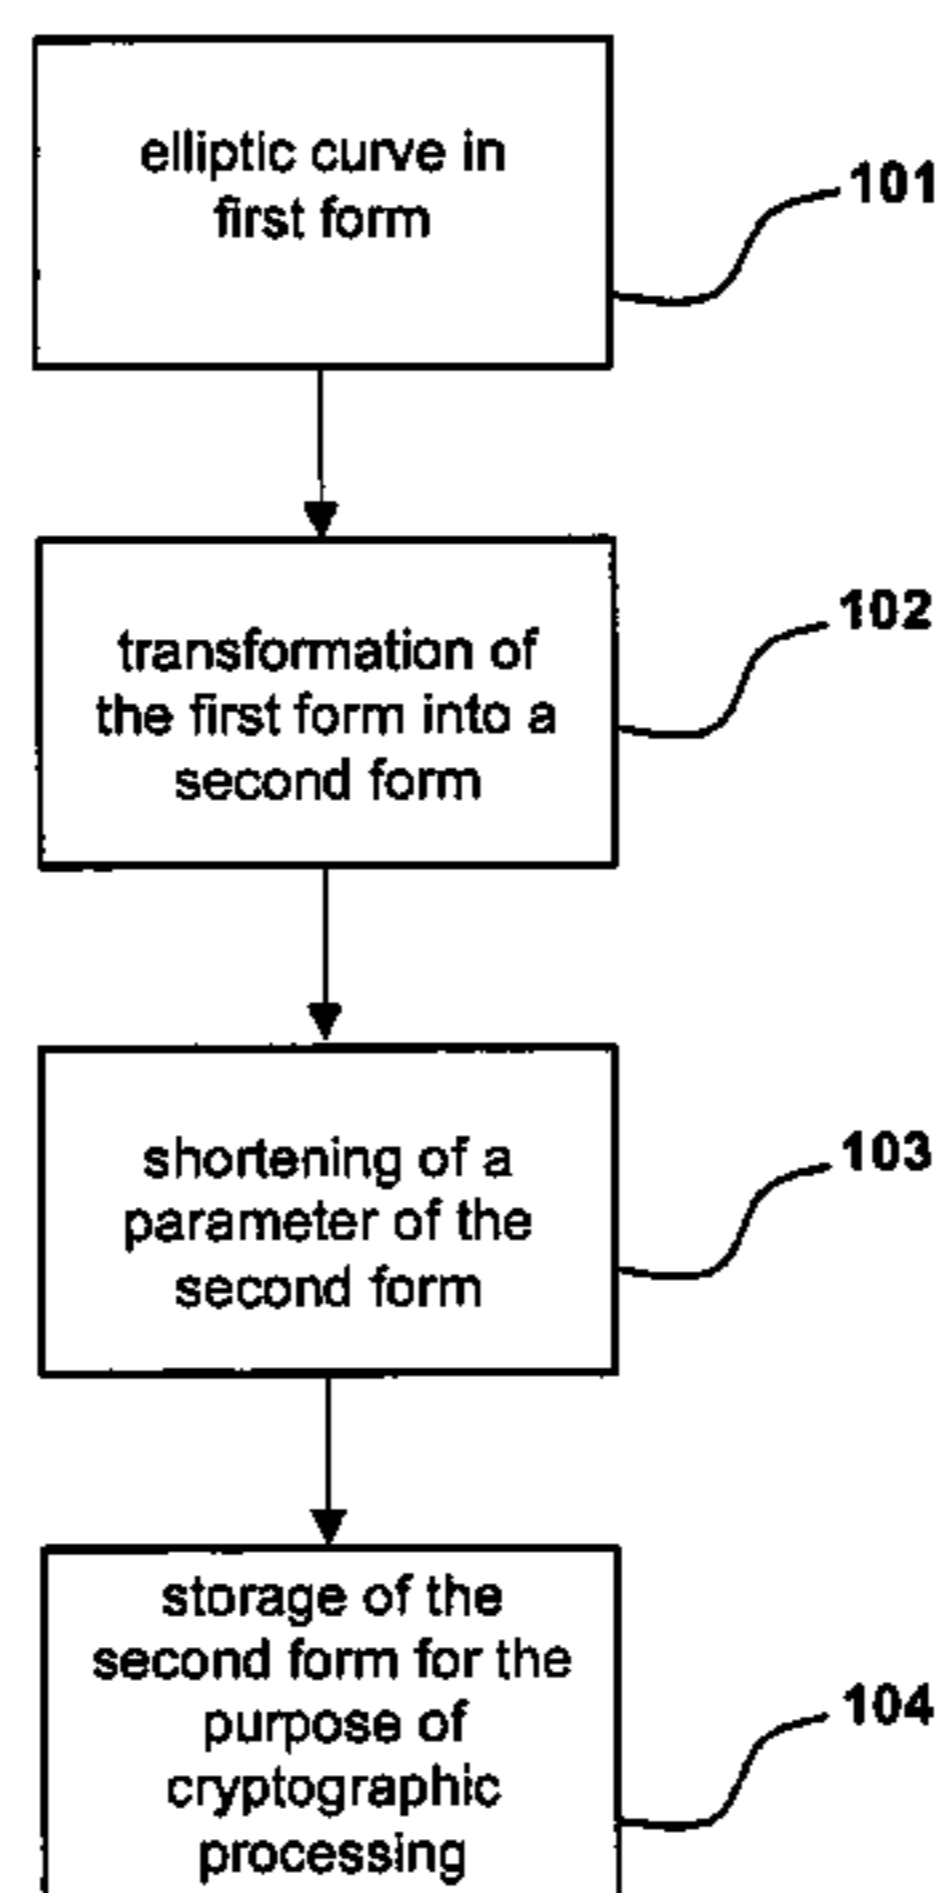 elliptic curve in
first form
101
transformation of
the first form into a
second form
102
shortening of a
parameter of the
second form
103
storage of the
second form for the
purpose of
cryptographic
processing
104